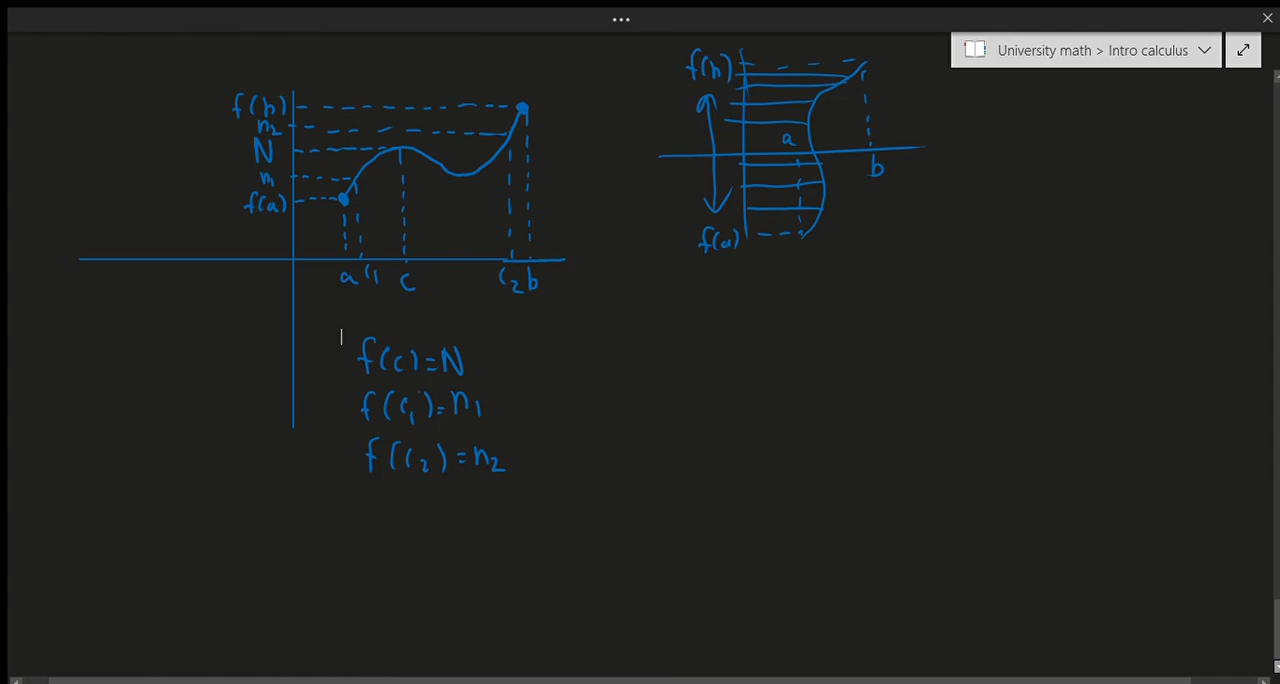 University math > Intro calculus
f(b)
n₂
N
n₁
f(a)
a c₁ c c₂ b
f(b)
a
b
f(a)
f(c)=N
f(c₁)=n₁
f(c₂)=n₂